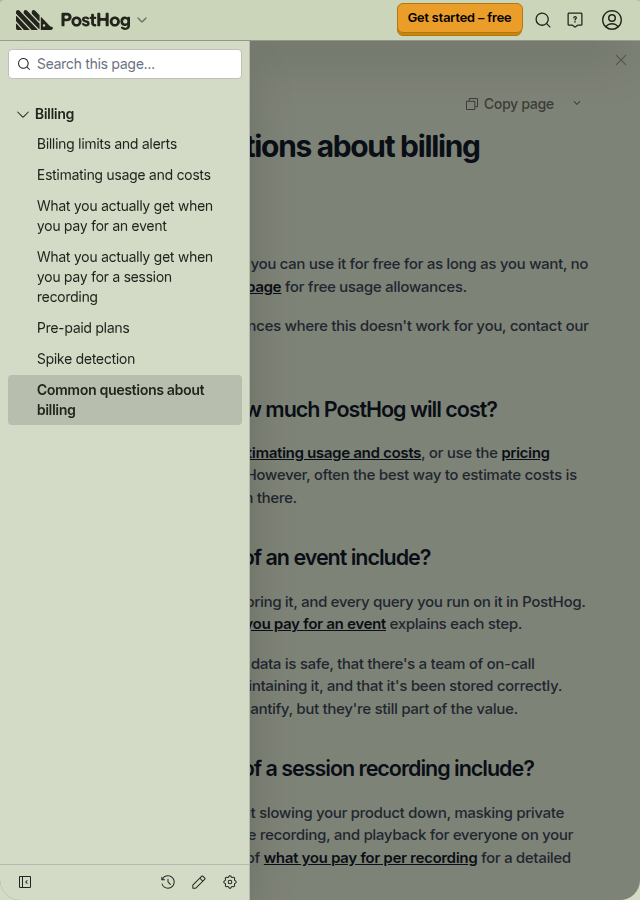 PostHog
Get started – free
Search this page...
Billing
Billing limits and alerts
Estimating usage and costs
What you actually get when
you pay for an event
What you actually get when
you pay for a session
recording
Pre-paid plans
Spike detection
Common questions about
billing
Copy page
tions about billing
you can use it for free for as long as you want, no
page for free usage allowances.
nces where this doesn't work for you, contact our
w much PostHog will cost?
timating usage and costs, or use the pricing
However, often the best way to estimate costs is
there.
of an event include?
oring it, and every query you run on it in PostHog.
you pay for an event explains each step.
data is safe, that there's a team of on-call
intaining it, and that it's been stored correctly.
antify, but they're still part of the value.
of a session recording include?
t slowing your product down, masking private
e recording, and playback for everyone on your
of what you pay for per recording for a detailed